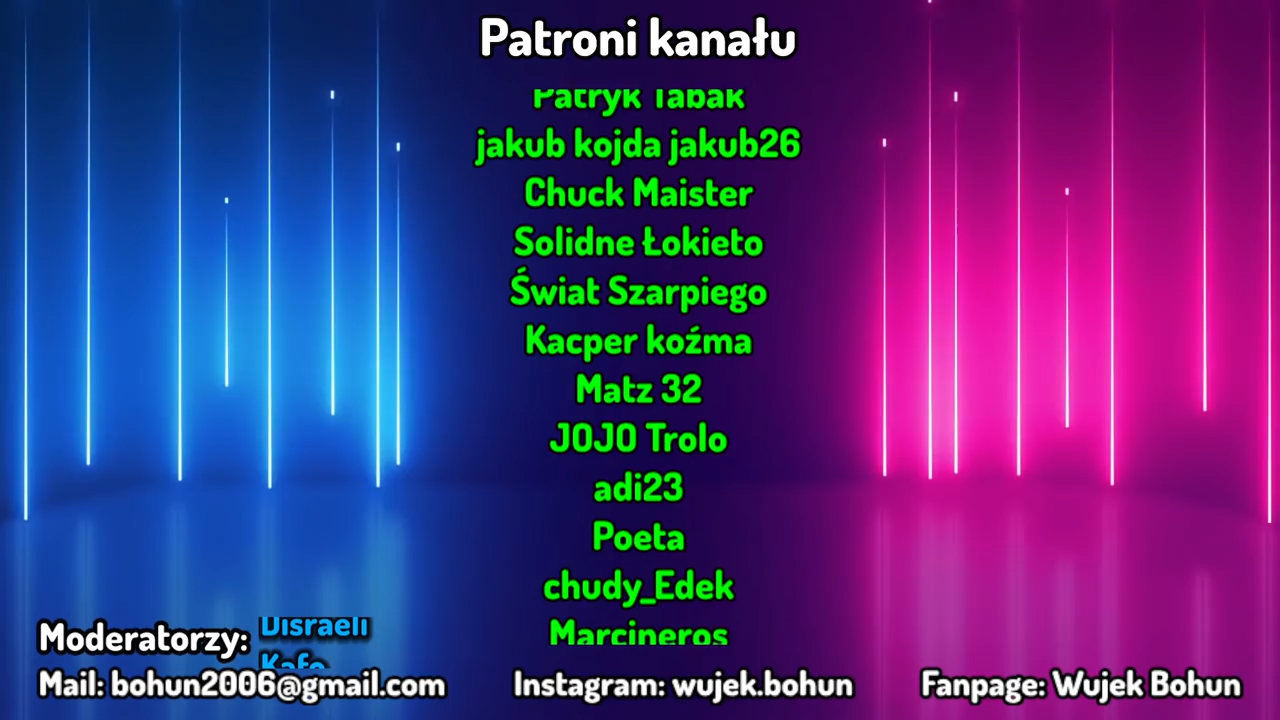 Patroni kanału
Patryk Tabak
jakub kojda jakub26
Chuck Maister
Solidne Łokieto
Świat Szarpiego
Kacper koźma
Matz 32
JOJO Trolo
adi23
Poeta
chudy_Edek
Marcineros
Moderatorzy: Disraeli
Kafo
Mail: bohun2006@gmail.com
Instagram: wujek.bohun
Fanpage: Wujek Bohun